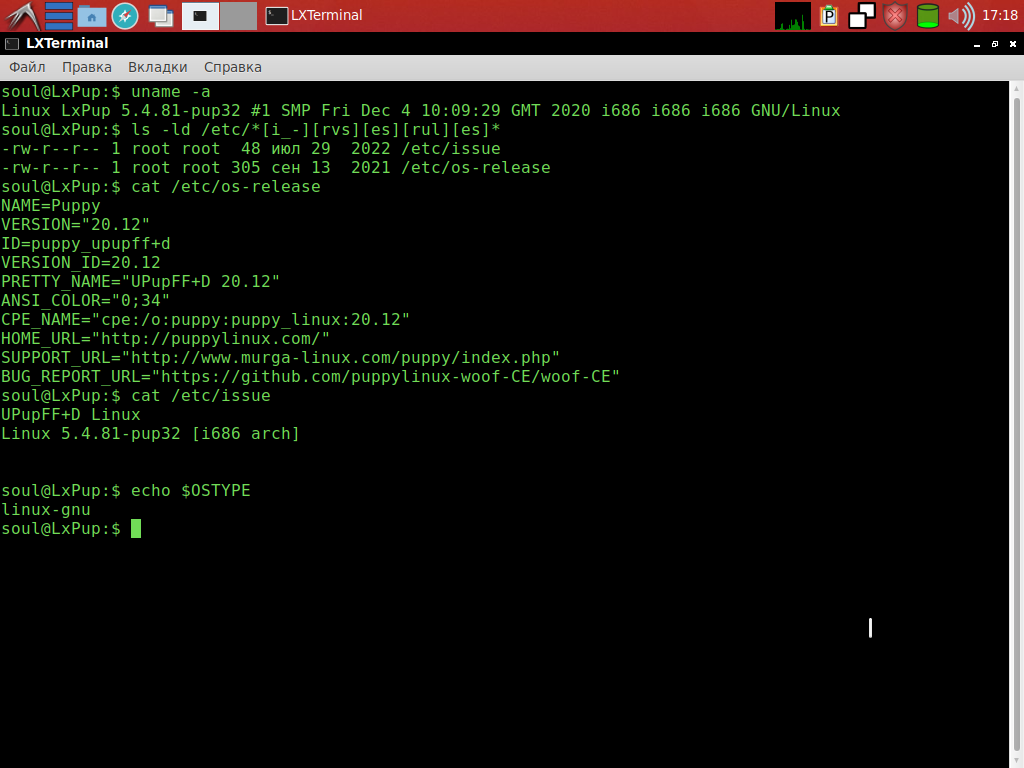 LXTerminal
P
17:18
LXTerminal
Файл Правка Вкладки Справка
soul@LxPup:$ uname -a
Linux LxPup 5.4.81-pup32 #1 SMP Fri Dec 4 10:09:29 GMT 2020 i686 i686 i686 GNU/Linux
soul@LxPup:$ ls -ld /etc/*[i_-][rvs][es][rul][es]*
-rw-r--r-- 1 root root  48 июл 29  2022 /etc/issue
-rw-r--r-- 1 root root 305 сен 13  2021 /etc/os-release
soul@LxPup:$ cat /etc/os-release
NAME=Puppy
VERSION="20.12"
ID=puppy_upupff+d
VERSION_ID=20.12
PRETTY_NAME="UPupFF+D 20.12"
ANSI_COLOR="0;34"
CPE_NAME="cpe:/o:puppy:puppy_linux:20.12"
HOME_URL="http://puppylinux.com/"
SUPPORT_URL="http://www.murga-linux.com/puppy/index.php"
BUG_REPORT_URL="https://github.com/puppylinux-woof-CE/woof-CE"
soul@LxPup:$ cat /etc/issue
UPupFF+D Linux
Linux 5.4.81-pup32 [i686 arch]
soul@LxPup:$ echo $OSTYPE
linux-gnu
soul@LxPup:$